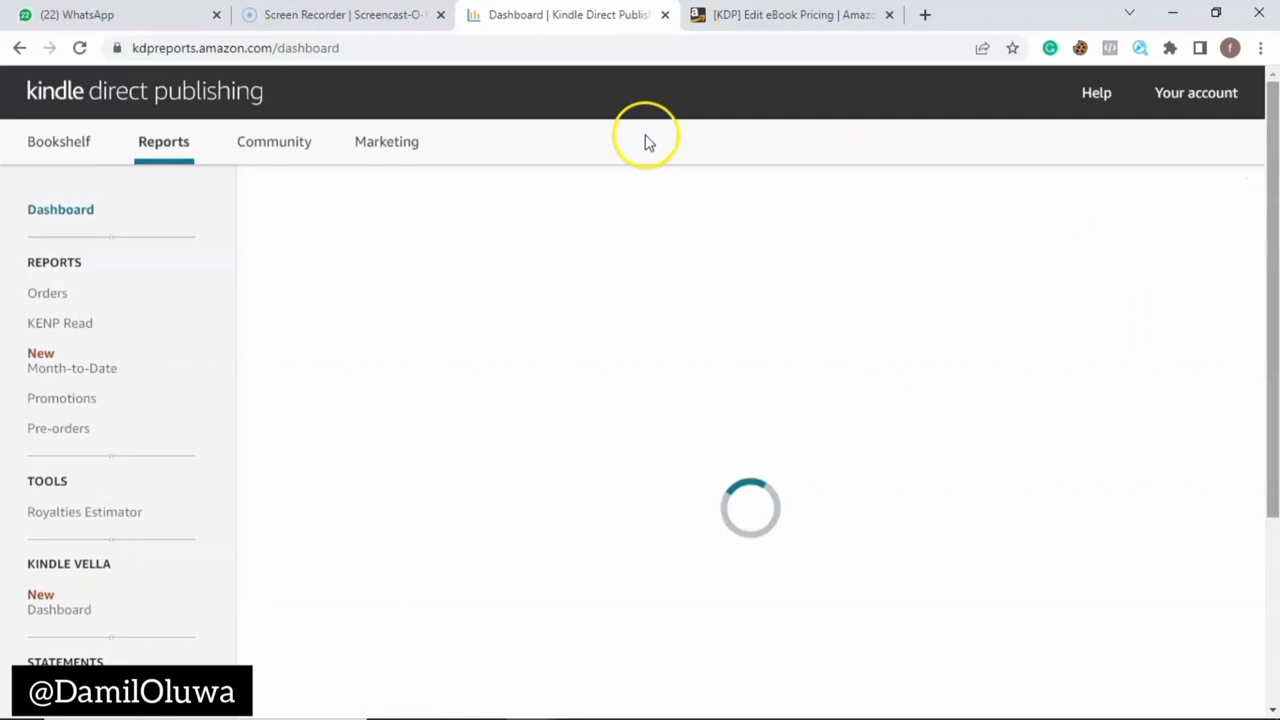 (22) WhatsApp
Screen Recorder | Screencast-O-
Dashboard | Kindle Direct Publis
[KDP] Edit eBook Pricing | Amazo
kdpreports.amazon.com/dashboard
f
kindle direct publishing
Help
Your account
Bookshelf
Reports
Community
Marketing
Dashboard
REPORTS
Orders
KENP Read
New
Month-to-Date
Promotions
Pre-orders
TOOLS
Royalties Estimator
KINDLE VELLA
New
Dashboard
STATEMENTS
@DamilOluwa